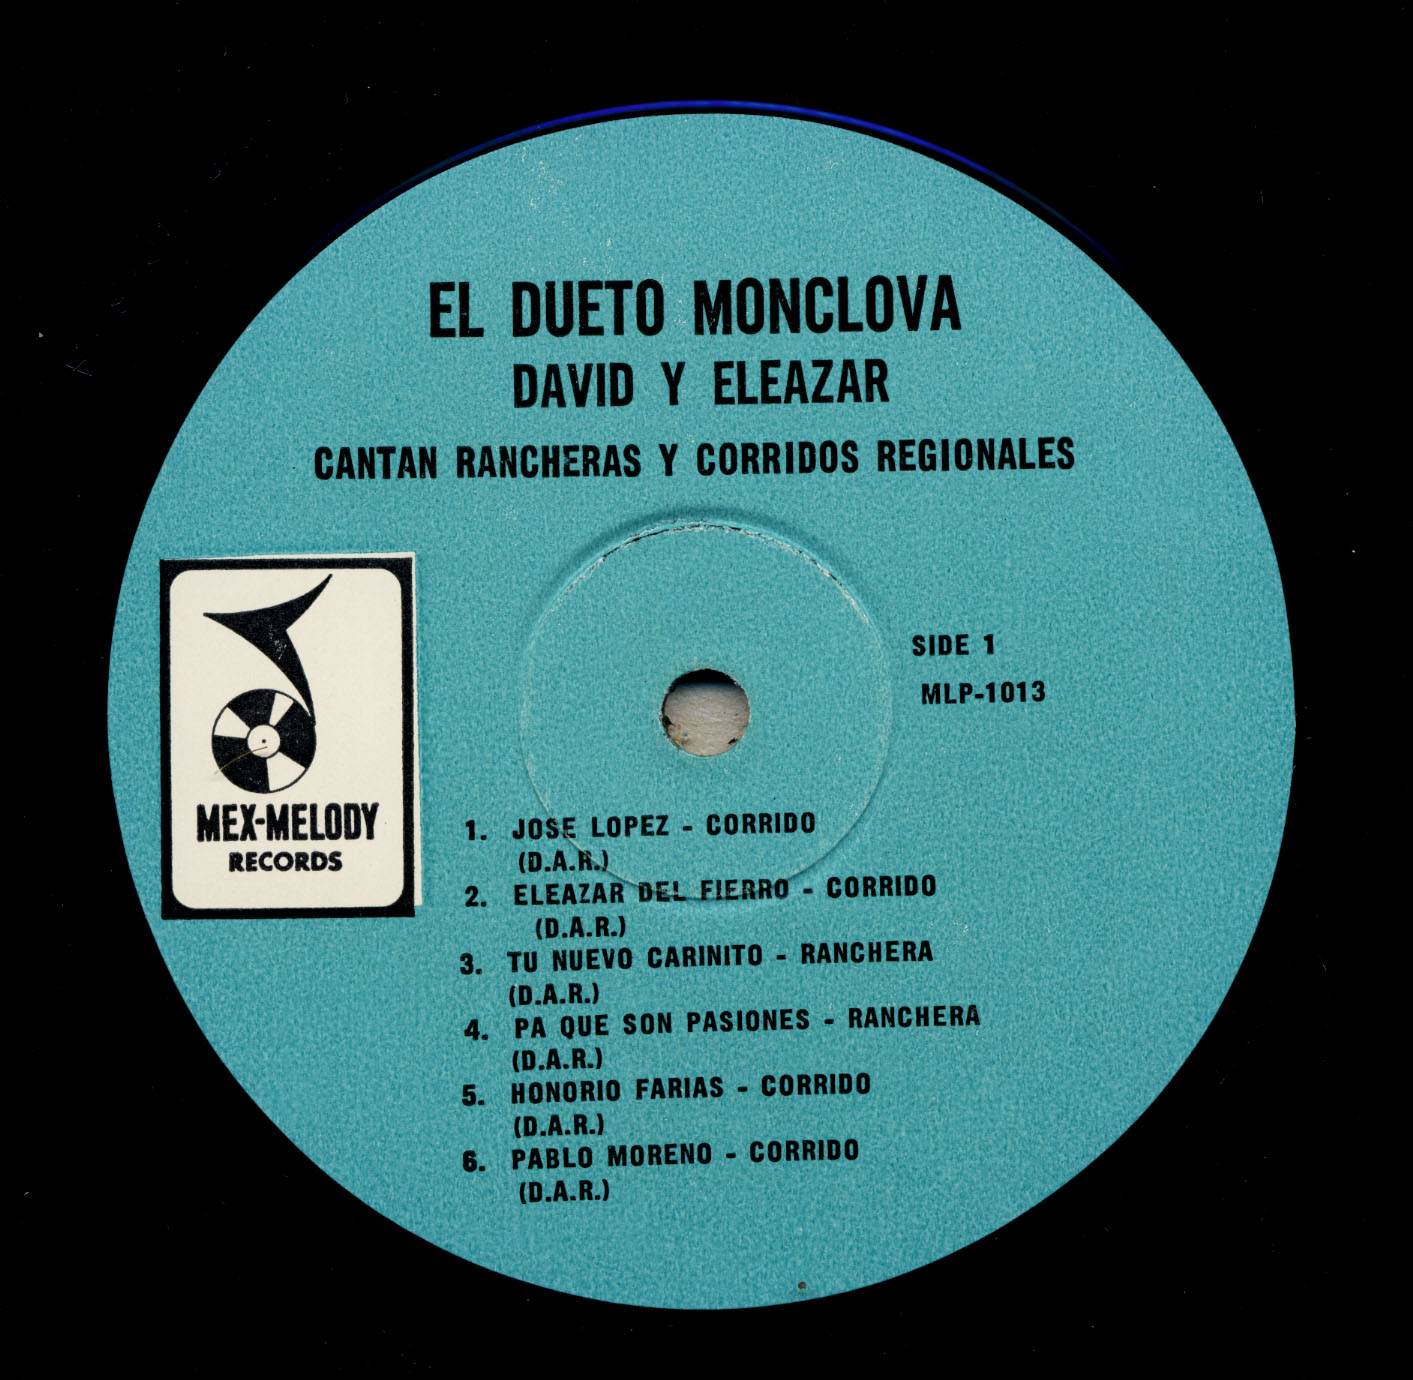 EL DUETO MONCLOVA
DAVID Y ELEAZAR
CANTAN RANCHERAS Y CORRIDOS REGIONALES
SIDE 1
MLP-1013
MEX-MELODY
RECORDS
1. JOSE LOPEZ - CORRIDO
(D.A.R.)
2. ELEAZAR DEL FIERRO - CORRIDO
(D.A.R.)
3. TU NUEVO CARINITO - RANCHERA
(D.A.R.)
4. PA QUE SON PASIONES - RANCHERA
(D.A.R.)
5. HONORIO FARIAS - CORRIDO
(D.A.R.)
6. PABLO MORENO - CORRIDO
(D.A.R.)